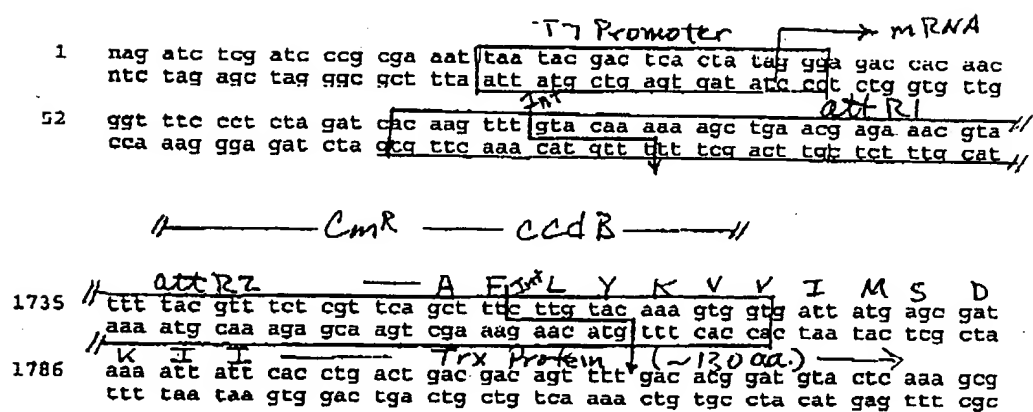 T7 Promoter mRNA
1 nag atc tcg atc ccg cga aat taa tac gac tca cta tag gga gac cac aac
ntc tag agc tag ggc gct tta att atg ctg agt gat atc cct ctg gtg ttg
Int att R1
52 ggt ttc cct cta gat cac aag ttt gta caa aaa agc tga acg aga aac gta
cca aag gga gat cta gtg ttc aaa cat gtt ttt tcg act tgc tct ttg cat
CmR ccdB
att R2 A F Int L Y K V V I M S D
1735 ttt tac gtt tct cgt tca gct ttc ttg tac aaa gtg gtg att atg agc gat
aaa atg caa aga gca agt cga aag aac atg ttt cac cac taa tac tcg cta
K I I Trx Protein (~130 aa.)
1786 aaa att att cac ctg act gac gac agt ttt gac acg gat gta ctc aaa gcg
ttt taa taa gtg gac tga ctg ctg tca aaa ctg tgc cta cat gag ttt cgc